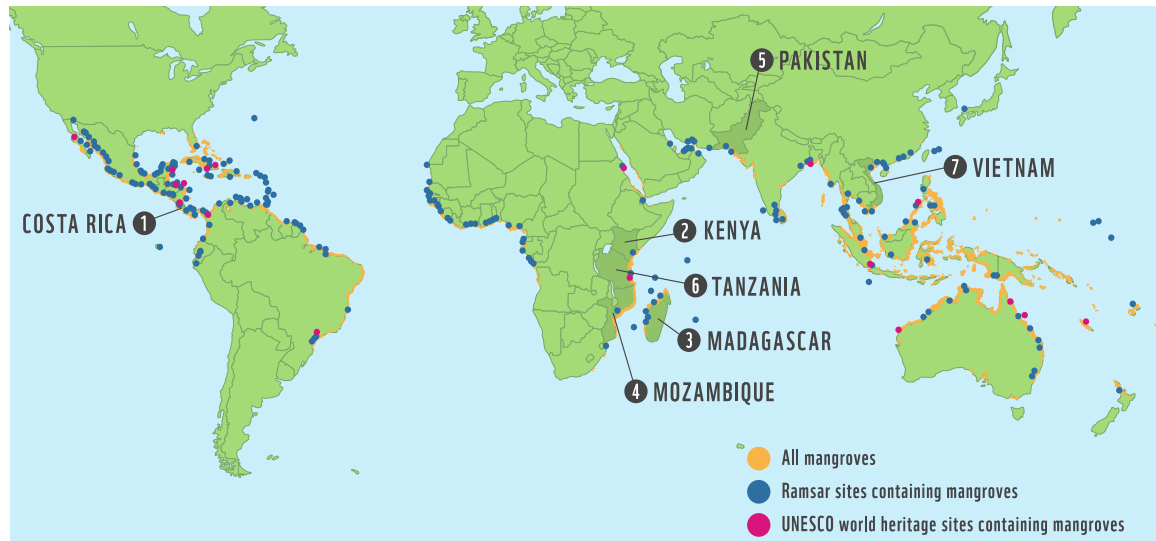 5 PAKISTAN
7 VIETNAM
COSTA RICA 1
2 KENYA
6 TANZANIA
3 MADAGASCAR
4 MOZAMBIQUE
All mangroves
Ramsar sites containing mangroves
UNESCO world heritage sites containing mangroves